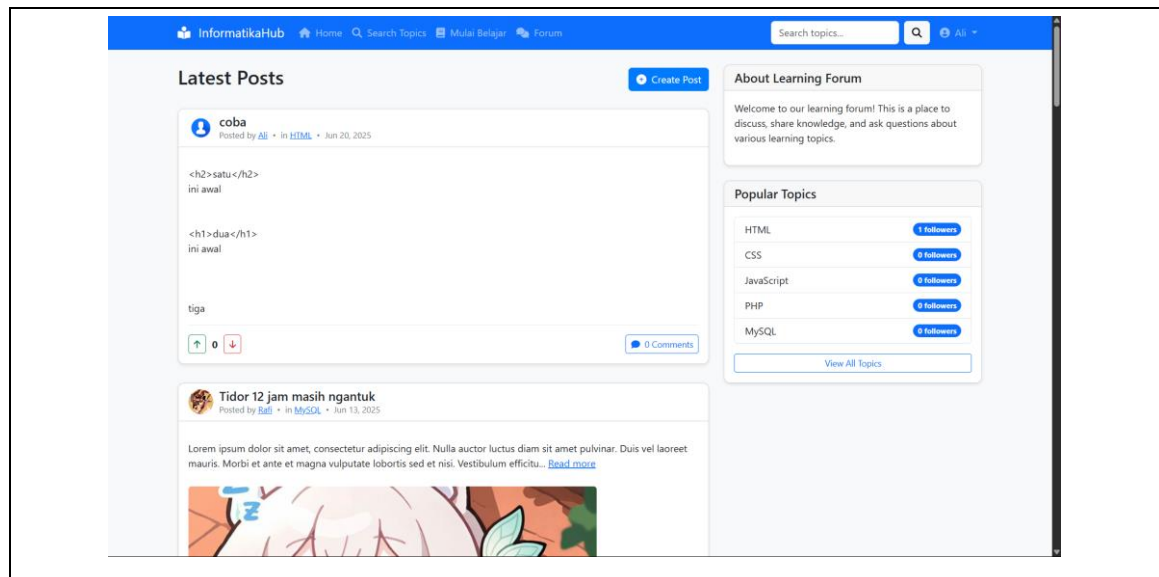 InformatikaHub Home Search Topics Mulai Belajar Forum Search topics... Ali
Latest Posts
Create Post
coba
Posted by Ali • in HTML • Jun 20, 2025
<h2>satu</h2>
ini awal
<h1>dua</h1>
ini awal
tiga
0
0 Comments
Tidor 12 jam masih ngantuk
Posted by Rafi • in MySQL • Jun 13, 2025
Lorem ipsum dolor sit amet, consectetur adipiscing elit. Nulla auctor luctus diam sit amet pulvinar. Duis vel laoreet
mauris. Morbi et ante et magna vulputate lobortis sed et nisi. Vestibulum efficitu... Read more
About Learning Forum
Welcome to our learning forum! This is a place to
discuss, share knowledge, and ask questions about
various learning topics.
Popular Topics
HTML 1 followers
CSS 0 followers
JavaScript 0 followers
PHP 0 followers
MySQL 0 followers
View All Topics